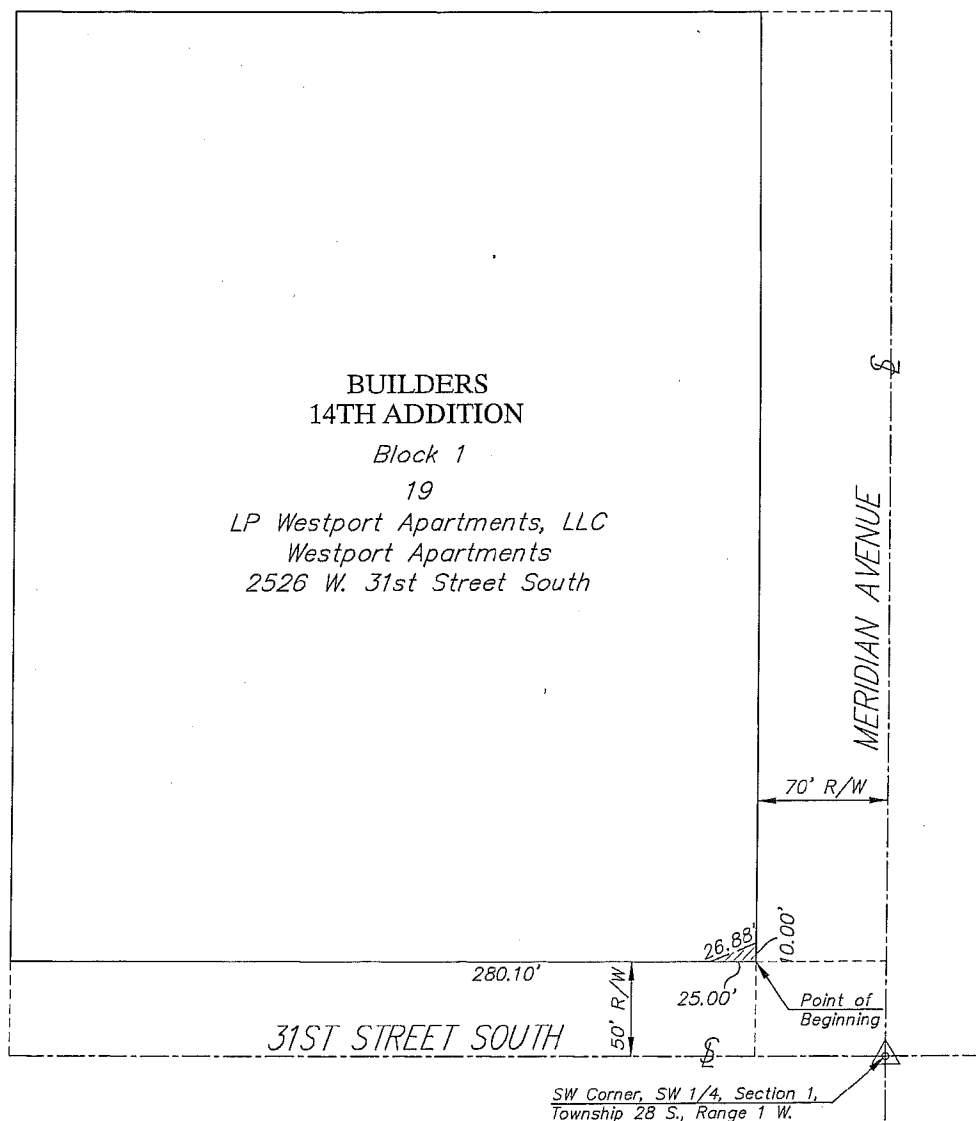 BUILDERS
14TH ADDITION
Block 1
19
LP Westport Apartments, LLC
Westport Apartments
2526 W. 31st Street South
MERIDIAN AVENUE
70' R/W
26.88'
10.00'
280.10'
25.00'
50' R/W
Point of
Beginning
31ST STREET SOUTH
SW Corner, SW 1/4, Section 1,
Township 28 S., Range 1 W.